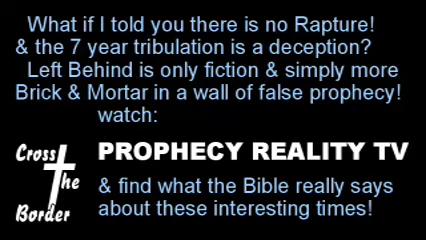 What if I told you there is no Rapture!
& the 7 year tribulation is a deception?
Left Behind is only fiction & simply more
Brick & Mortar in a wall of false prophecy!
watch:
PROPHECY REALITY TV
Cross
the
Border
& find what the Bible really says
about these interesting times!